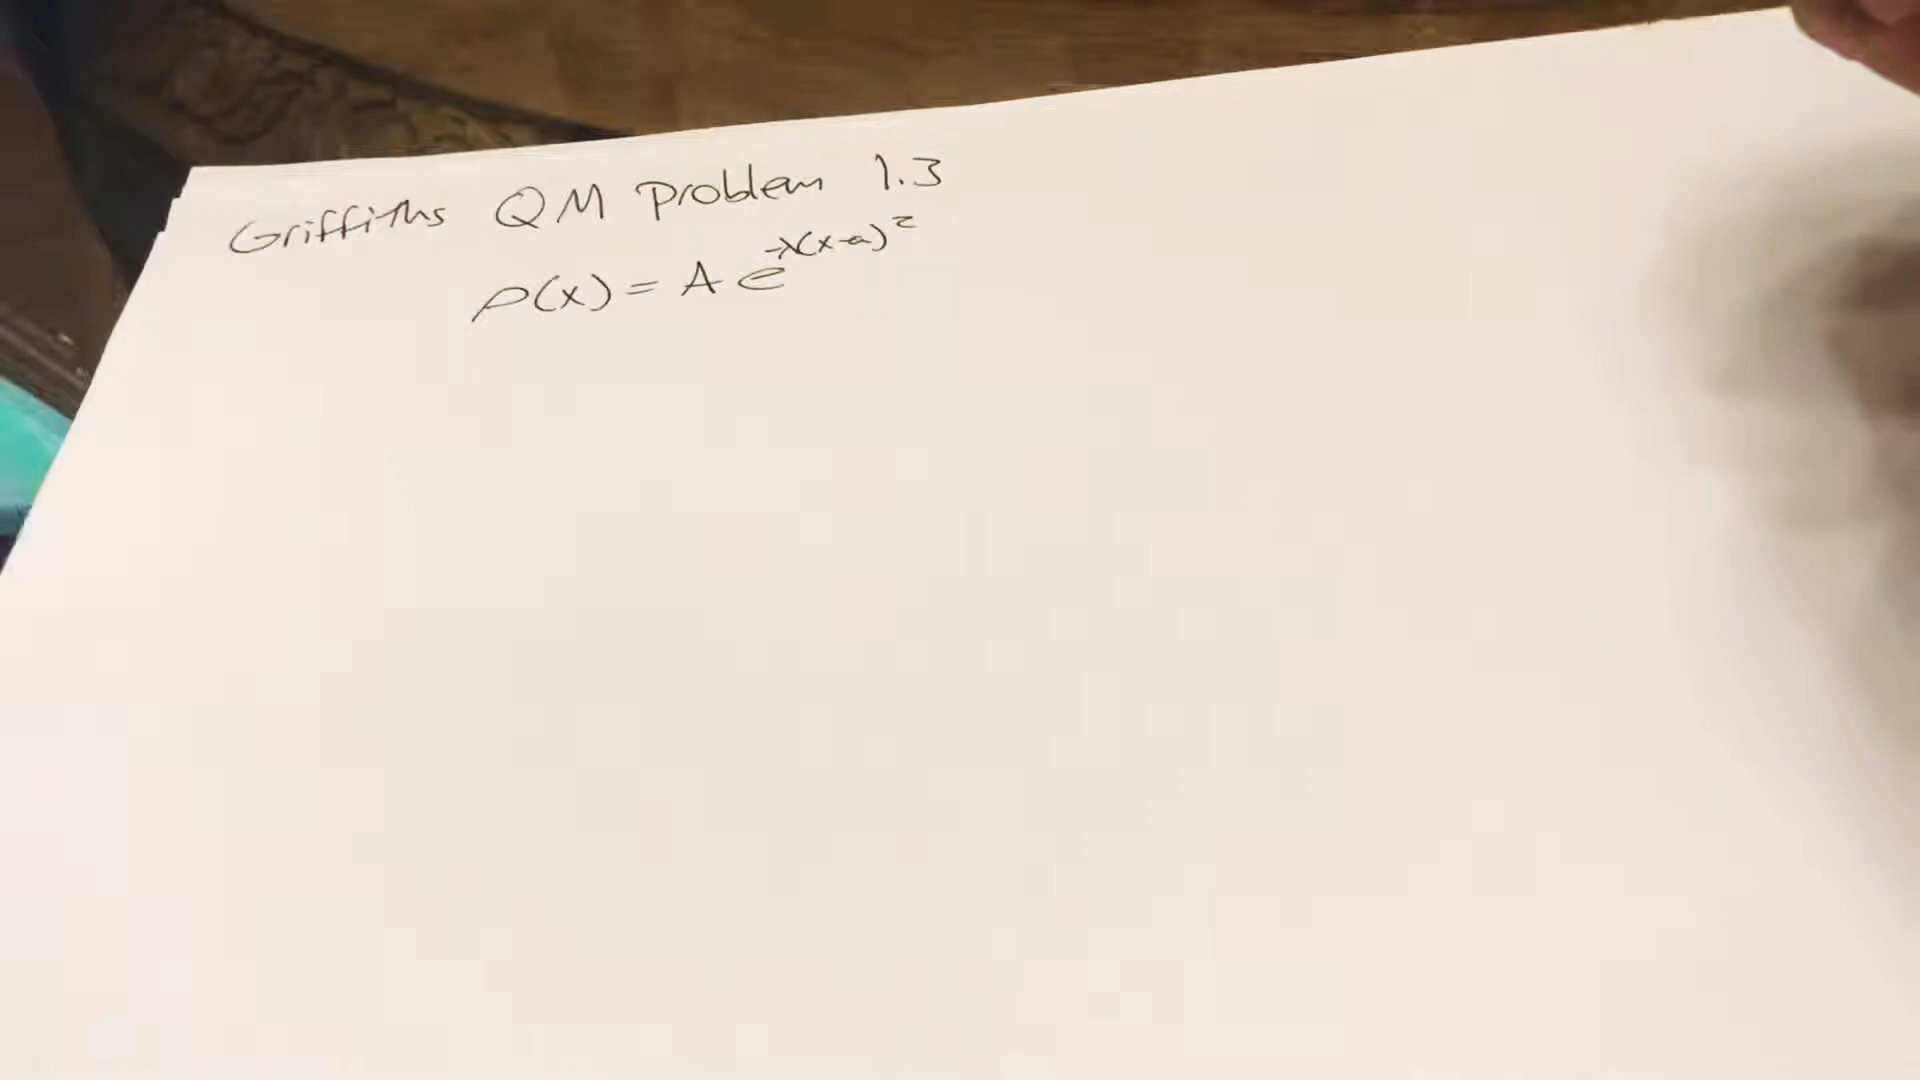 Griffiths QM Problem 1.3
ρ(x) = A e^{-λ(x-a)^2}